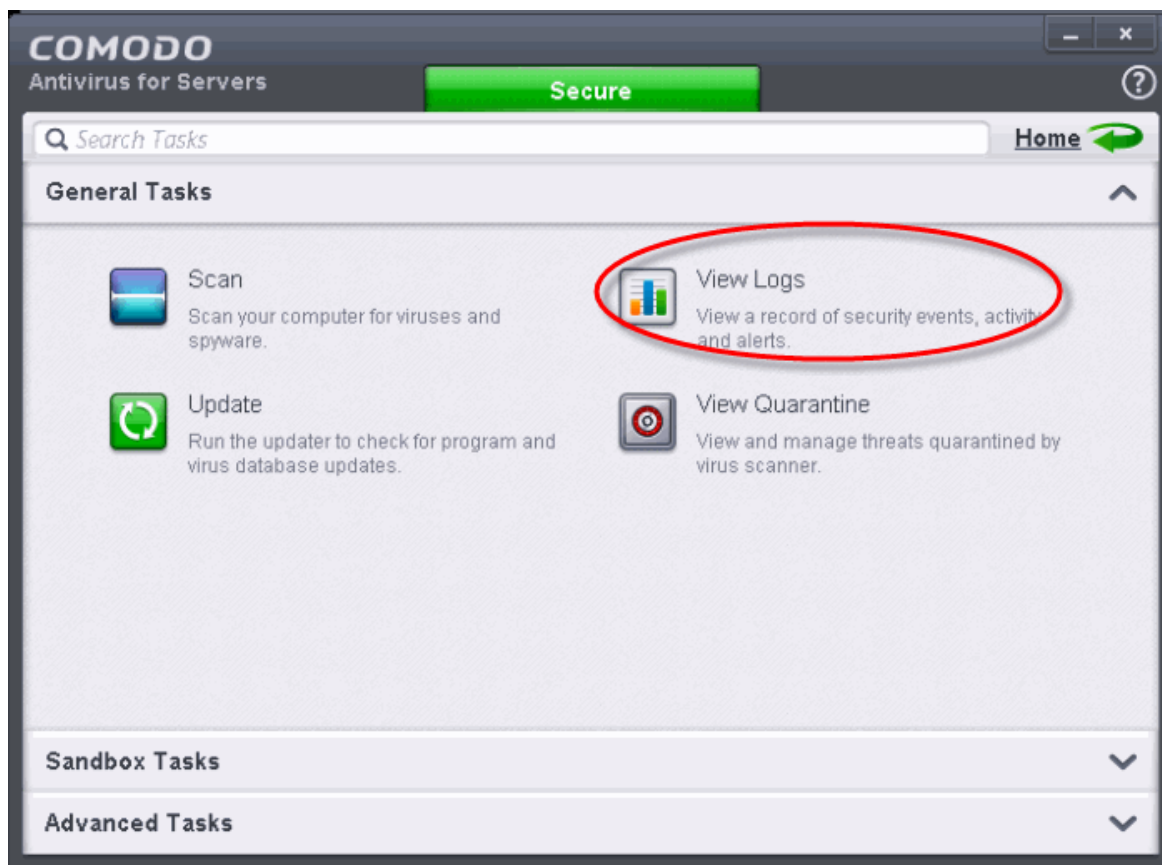 COMODO
Antivirus for Servers
Secure
Search Tasks
Home
General Tasks
Scan
Scan your computer for viruses and
spyware.
View Logs
View a record of security events, activity
and alerts.
Update
Run the updater to check for program and
virus database updates.
View Quarantine
View and manage threats quarantined by
virus scanner.
Sandbox Tasks
Advanced Tasks